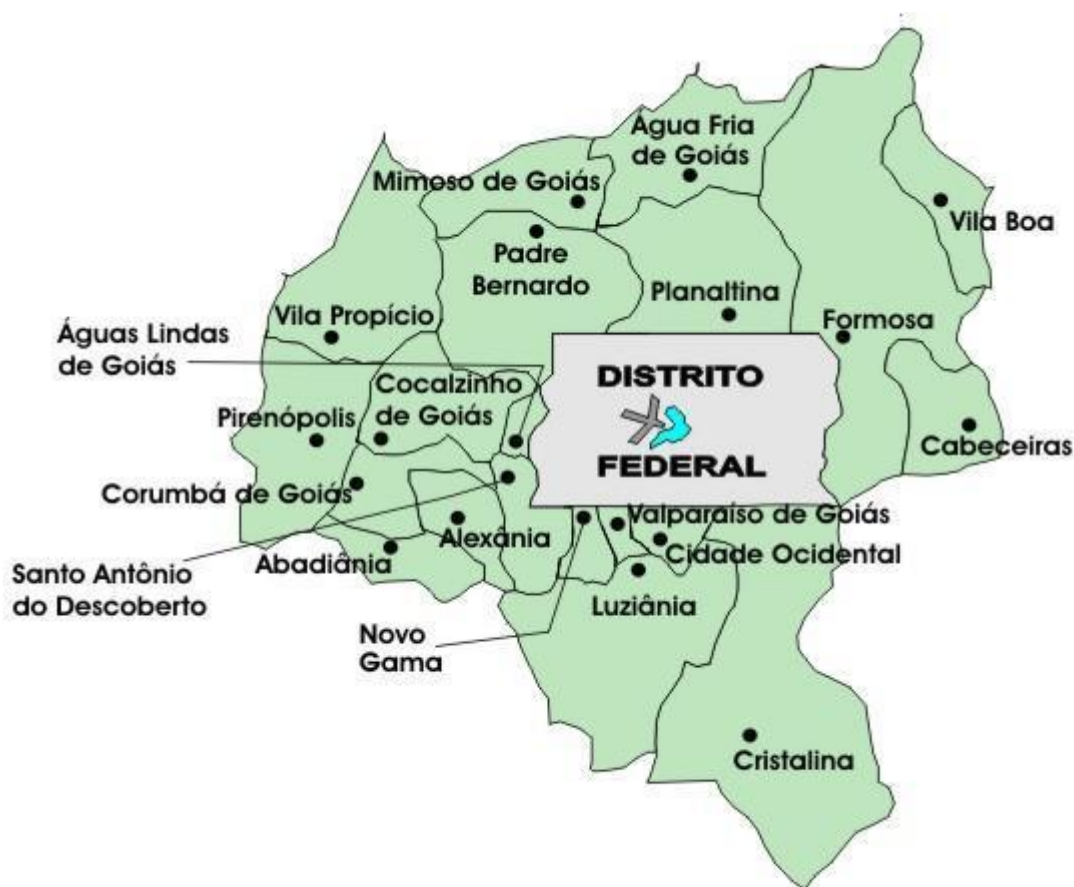 Água Fria
de Goiás
Mimoso de Goiás
Vila Boa
Padre
Bernardo
Planaltina
Vila Propício
Formosa
Águas Lindas
de Goiás
Cocalzinho
de Goiás
DISTRITO
FEDERAL
Pirenópolis
Cabeceiras
Corumbá de Goiás
Valparaíso de Goiás
Alexânia
Cidade Ocidental
Abadiânia
Santo Antônio
do Descoberto
Luziânia
Novo
Gama
Cristalina